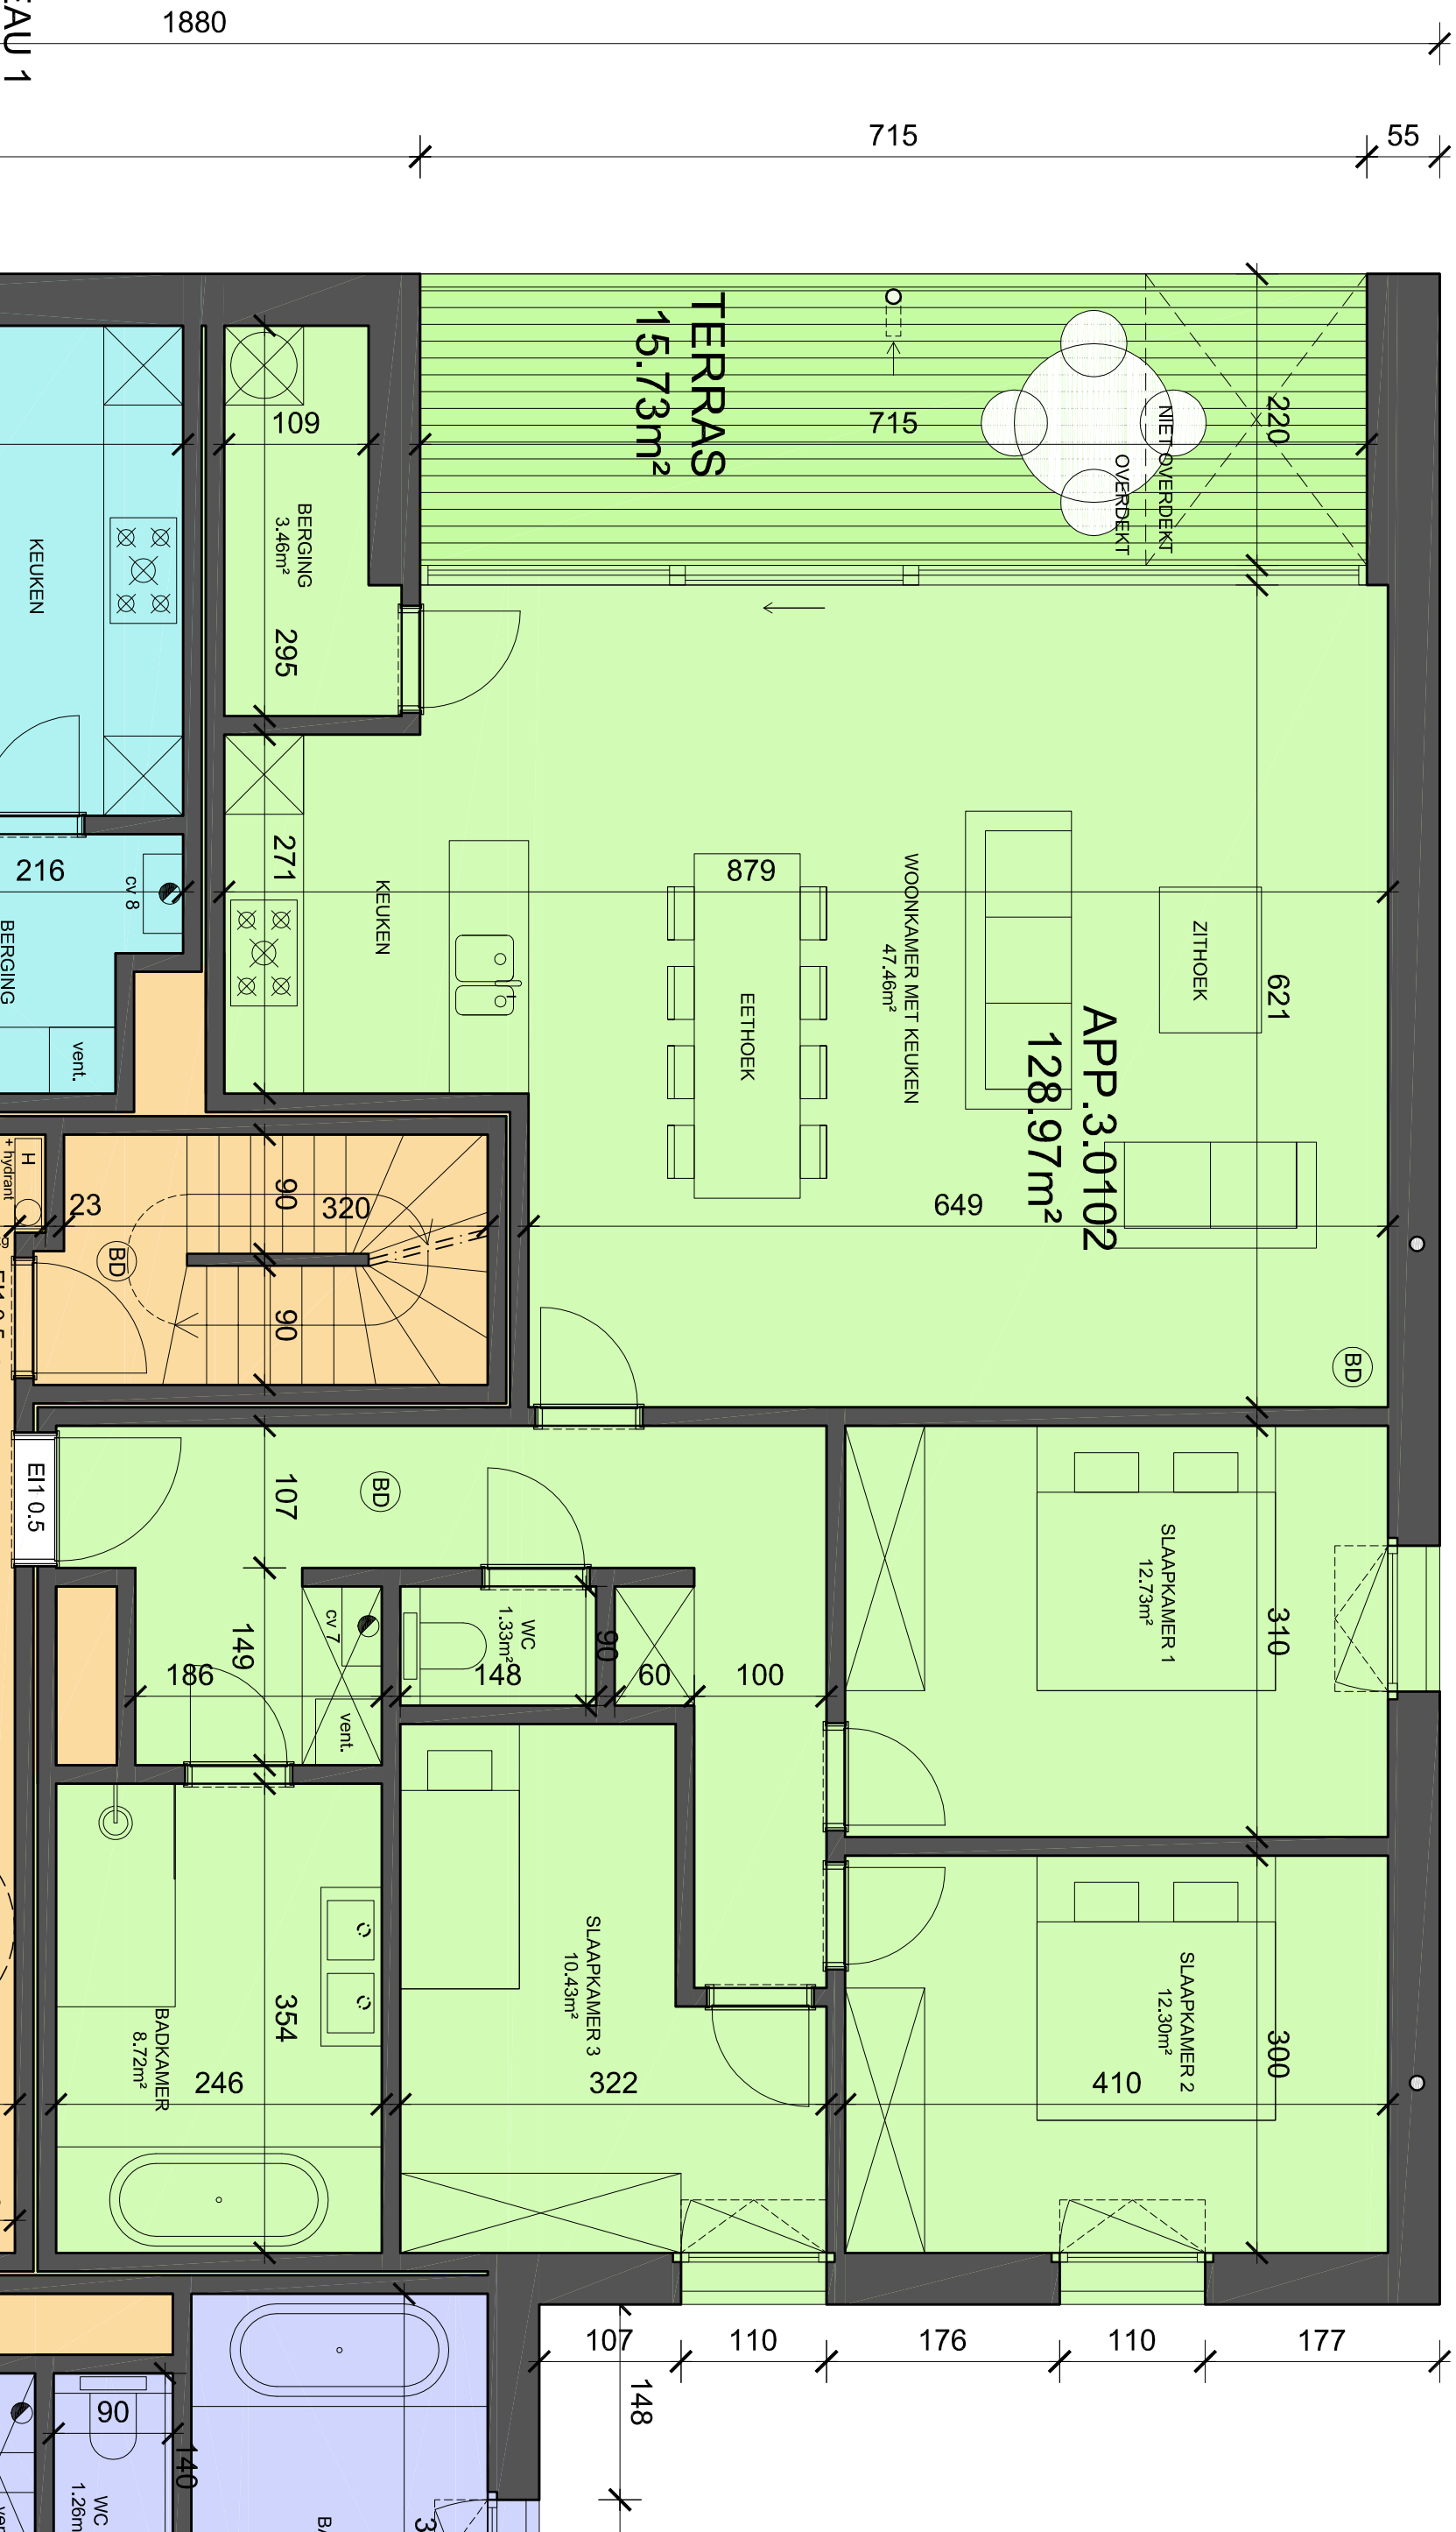 EAU 1
1880
715
55
TERRAS
15.73m²
715
220
NIET OVERDEKT
OVERDEKT
109
BERGING
3.46m²
295
KEUKEN
216
cv 8
BERGING
vent.
271
KEUKEN
879
EETHOEK
WOONKAMER MET KEUKEN
47.46m²
ZITHOEK
621
APP.3.0102
128.97m²
649
H
+ hydrant
23
90
320
BD
90
BD
EI1 0.5
107
BD
149
186
cv 7
vent.
WC
1.33m²
148
90
60
100
SLAAPKAMER 1
12.73m²
310
SLAAPKAMER 3
10.43m²
322
SLAAPKAMER 2
12.30m²
300
410
BADKAMER
8.72m²
354
246
107
110
176
110
177
148
90
140
WC
1.26m